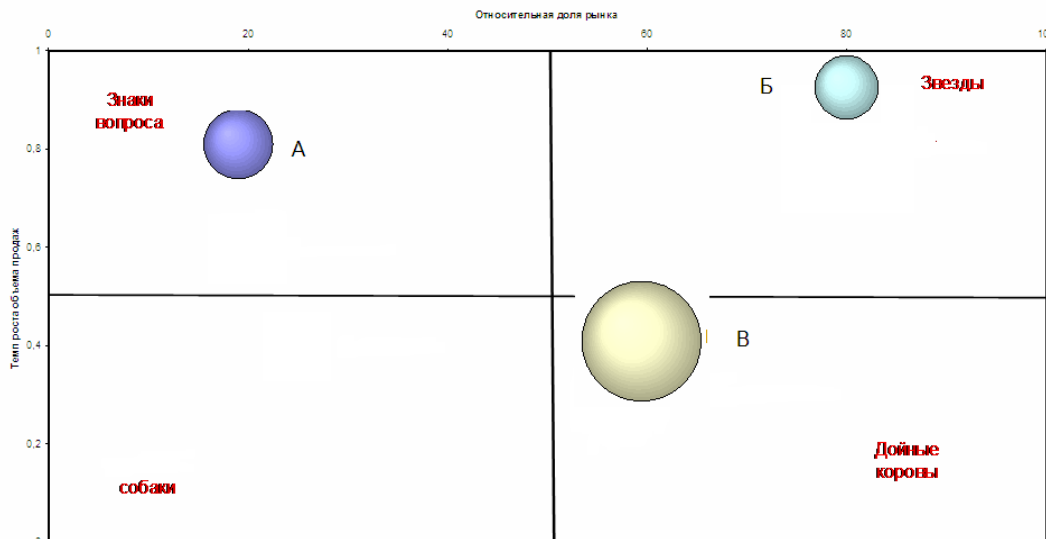 Относительная доля рынка
0 20 40 60 80 100
1
Знаки
вопроса
Б
Звезды
0,8
А
0,6
Темп роста объема продаж
0,4
В
0,2
Дойные
коровы
собаки